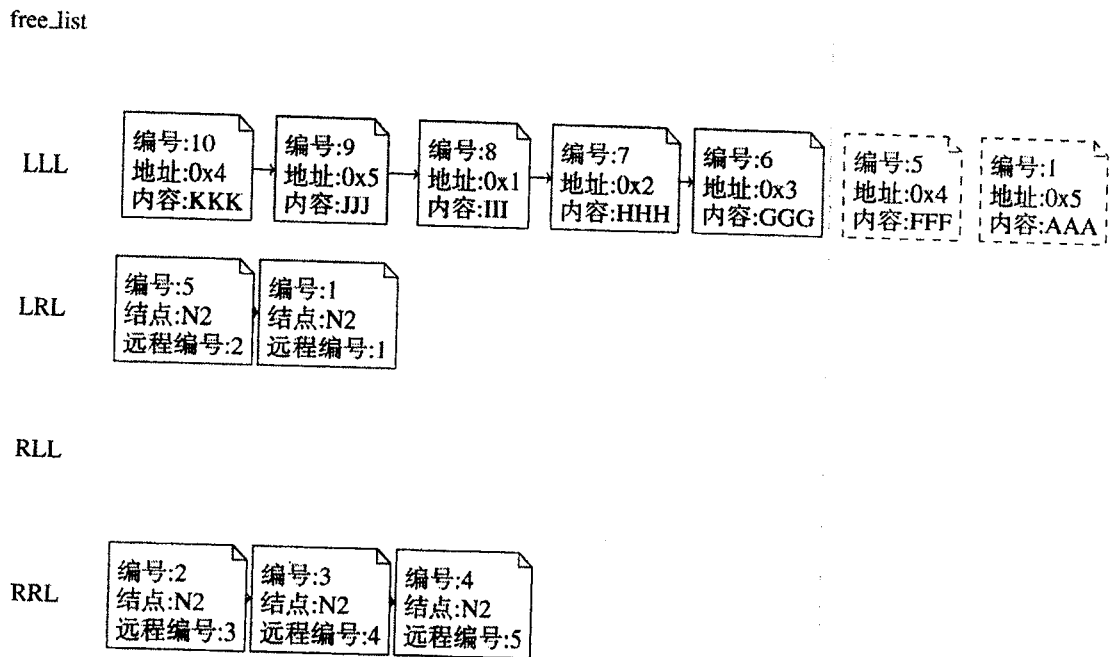 free_list
LLL
编号:10
地址:0x4
内容:KKK
编号:9
地址:0x5
内容:JJJ
编号:8
地址:0x1
内容:III
编号:7
地址:0x2
内容:HHH
编号:6
地址:0x3
内容:GGG
编号:5
地址:0x4
内容:FFF
编号:1
地址:0x5
内容:AAA
LRL
编号:5
结点:N2
远程编号:2
编号:1
结点:N2
远程编号:1
RLL
RRL
编号:2
结点:N2
远程编号:3
编号:3
结点:N2
远程编号:4
编号:4
结点:N2
远程编号:5